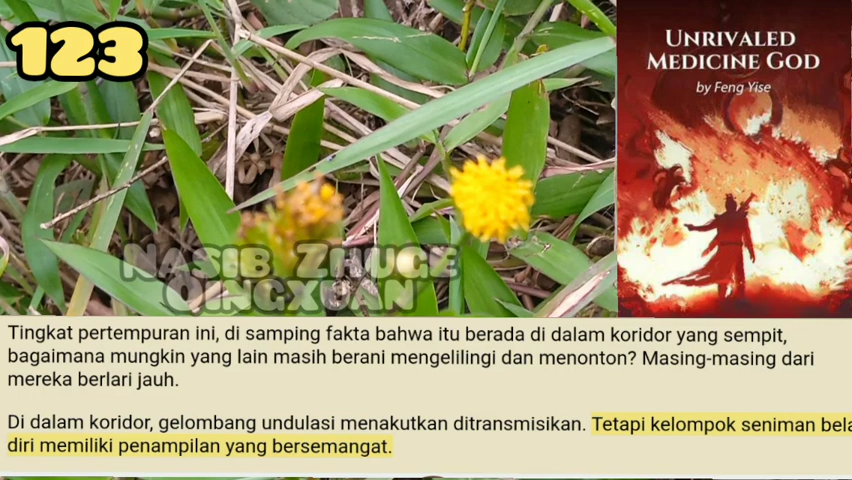 123
UNRIVALED
MEDICINE GOD
by Feng Yise
NASIB ZHUGE
QINGXUAN
Tingkat pertempuran ini, di samping fakta bahwa itu berada di dalam koridor yang sempit,
bagaimana mungkin yang lain masih berani mengelilingi dan menonton? Masing-masing dari
mereka berlari jauh.
Di dalam koridor, gelombang undulasi menakutkan ditransmisikan. Tetapi kelompok seniman bela
diri memiliki penampilan yang bersemangat.